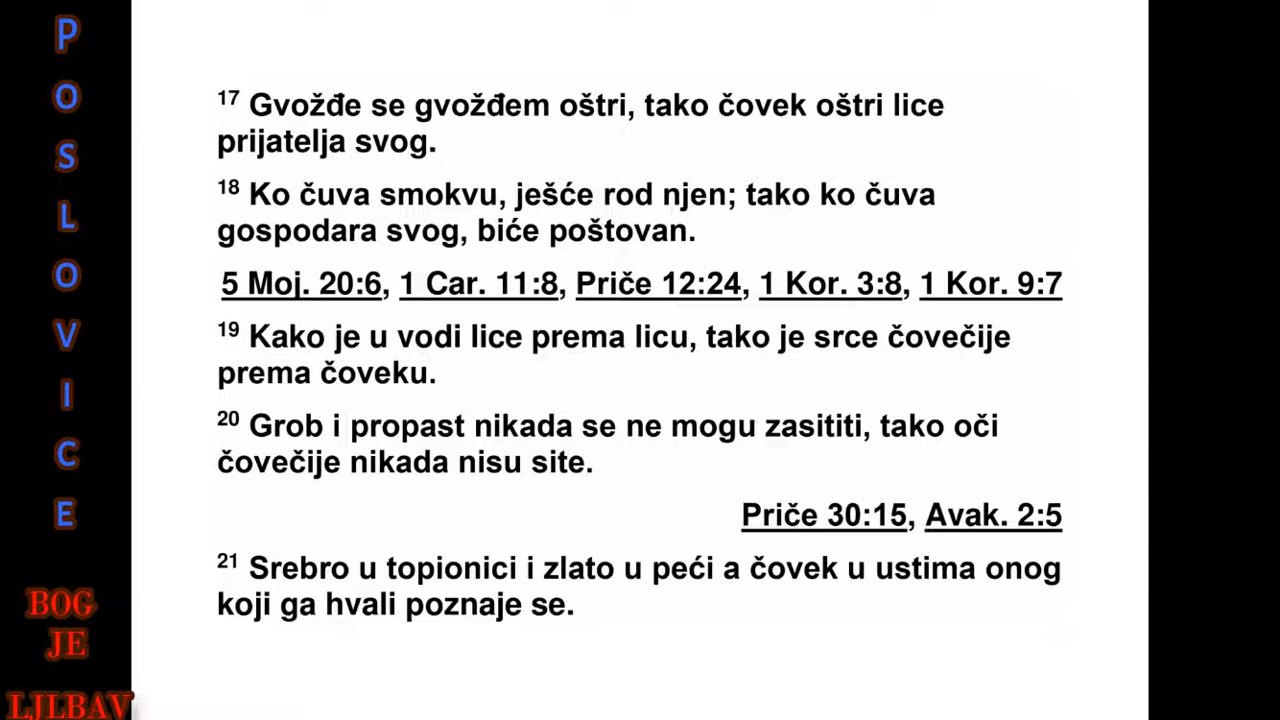 P
O
S
L
O
V
I
C
E
BOG
JE
LJLBAV
17 Gvožđe se gvožđem oštri, tako čovek oštri lice
prijatelja svog.
18 Ko čuva smokvu, ješće rod njen; tako ko čuva
gospodara svog, biće poštovan.
5 Moj. 20:6, 1 Car. 11:8, Priče 12:24, 1 Kor. 3:8, 1 Kor. 9:7
19 Kako je u vodi lice prema licu, tako je srce čovečije
prema čoveku.
20 Grob i propast nikada se ne mogu zasititi, tako oči
čovečije nikada nisu site.
Priče 30:15, Avak. 2:5
21 Srebro u topionici i zlato u peći a čovek u ustima onog
koji ga hvali poznaje se.